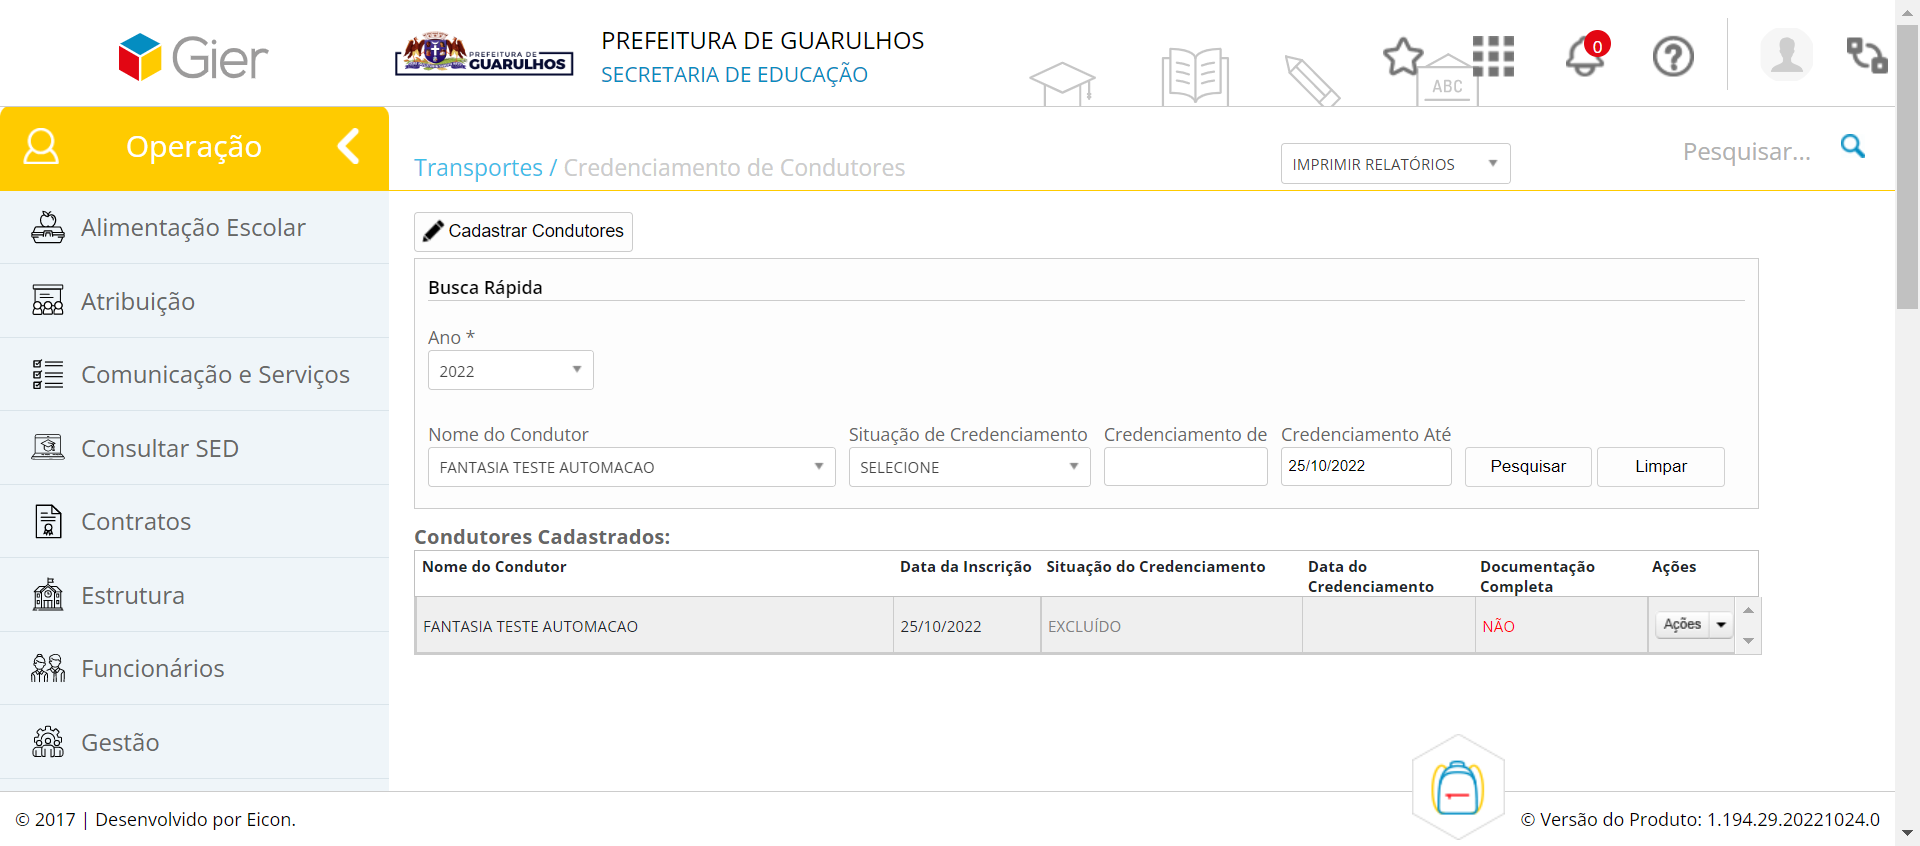 Gier
PREFEITURA DE
GUARULHOS
PREFEITURA DE GUARULHOS
SECRETARIA DE EDUCAÇÃO
ABC
0
Operação
Transportes / Credenciamento de Condutores
IMPRIMIR RELATÓRIOS
Pesquisar...
Alimentação Escolar
Atribuição
Comunicação e Serviços
Consultar SED
Contratos
Estrutura
Funcionários
Gestão
Cadastrar Condutores
Busca Rápida
Ano *
2022
Nome do Condutor Situação de Credenciamento Credenciamento de Credenciamento Até
FANTASIA TESTE AUTOMACAO SELECIONE 25/10/2022 Pesquisar Limpar
Condutores Cadastrados:
Nome do Condutor Data da Inscrição Situação do Credenciamento Data do Credenciamento Documentação Completa Ações
FANTASIA TESTE AUTOMACAO 25/10/2022 EXCLUÍDO NÃO Ações
© 2017 | Desenvolvido por Eicon.
© Versão do Produto: 1.194.29.20221024.0